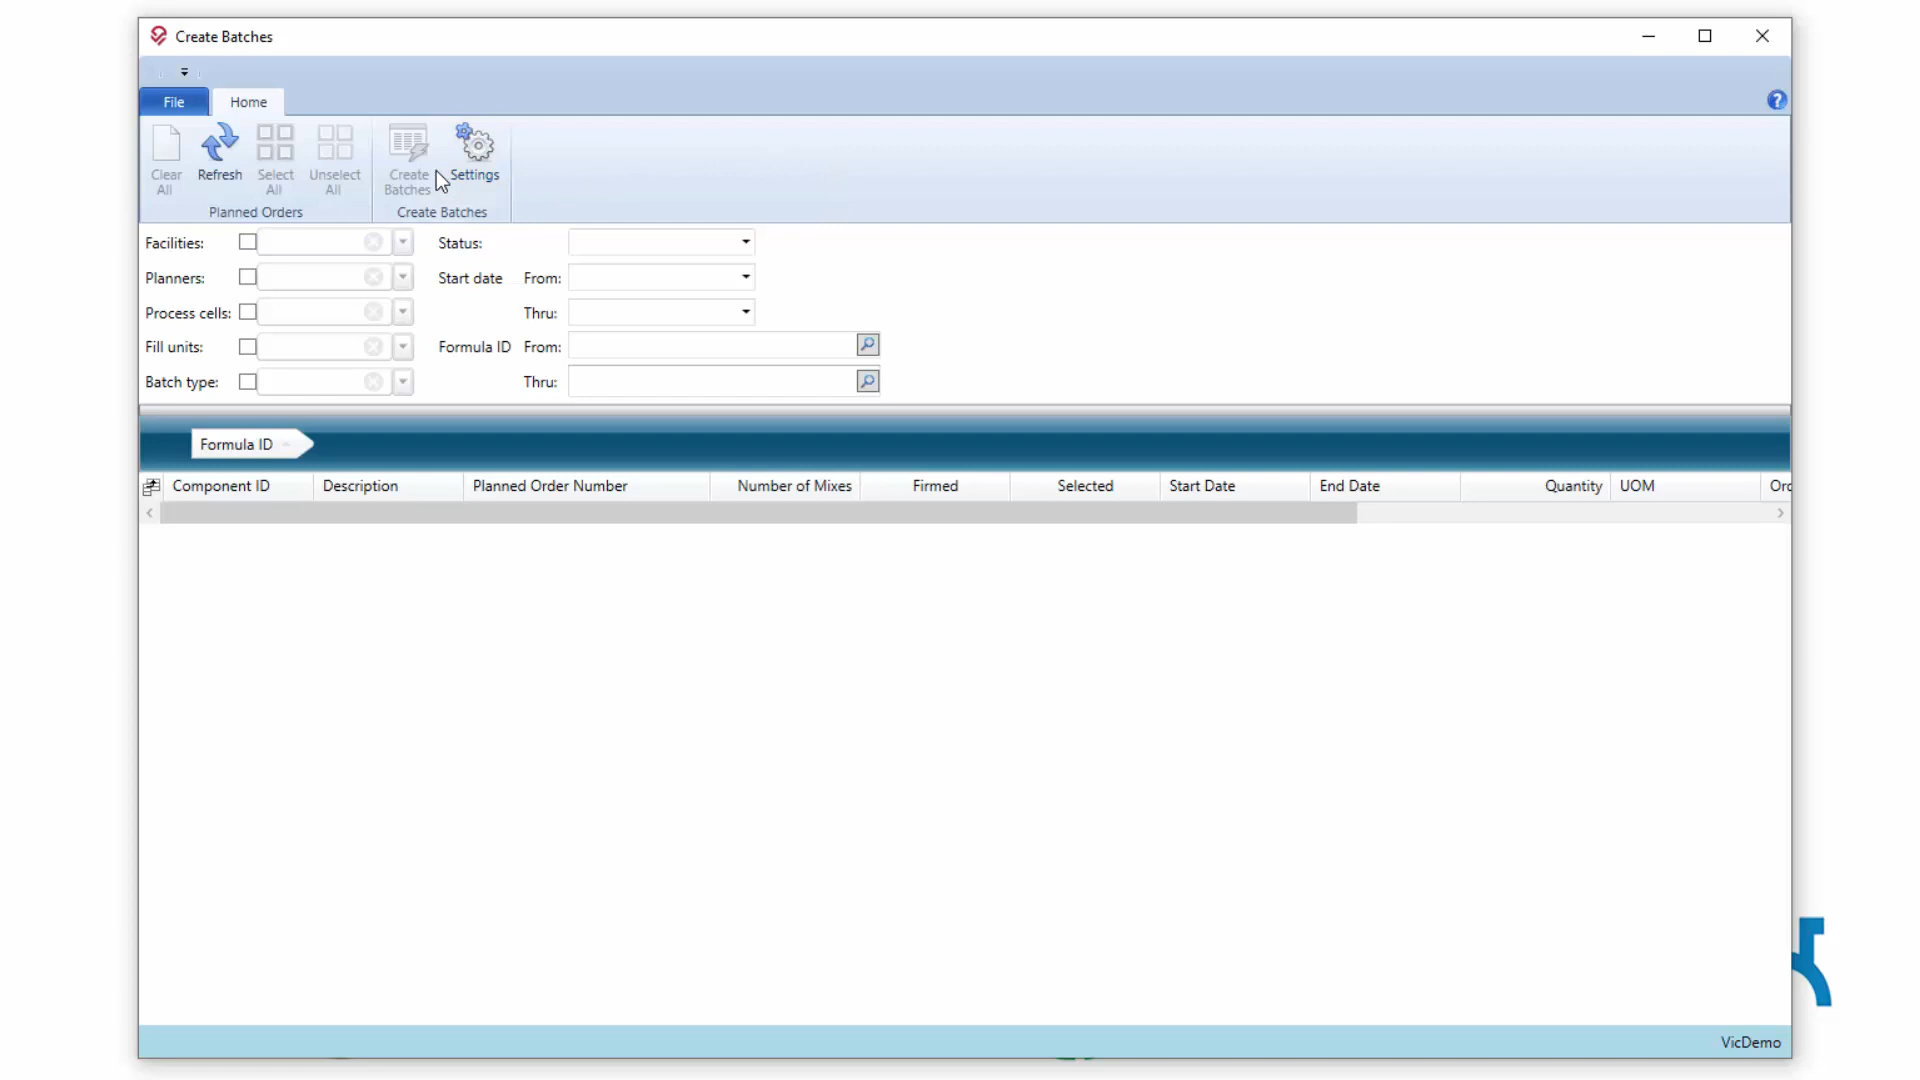 Create Batches
File Home
Clear All
Refresh
Select All
Unselect All
Create Batches
Settings
Planned Orders
Create Batches
Facilities:
Status:
Planners:
Start date From:
Process cells:
Thru:
Fill units:
Formula ID From:
Batch type:
Thru:
Formula ID
Component ID Description Planned Order Number Number of Mixes Firmed Selected Start Date End Date Quantity UOM Orc
VicDemo